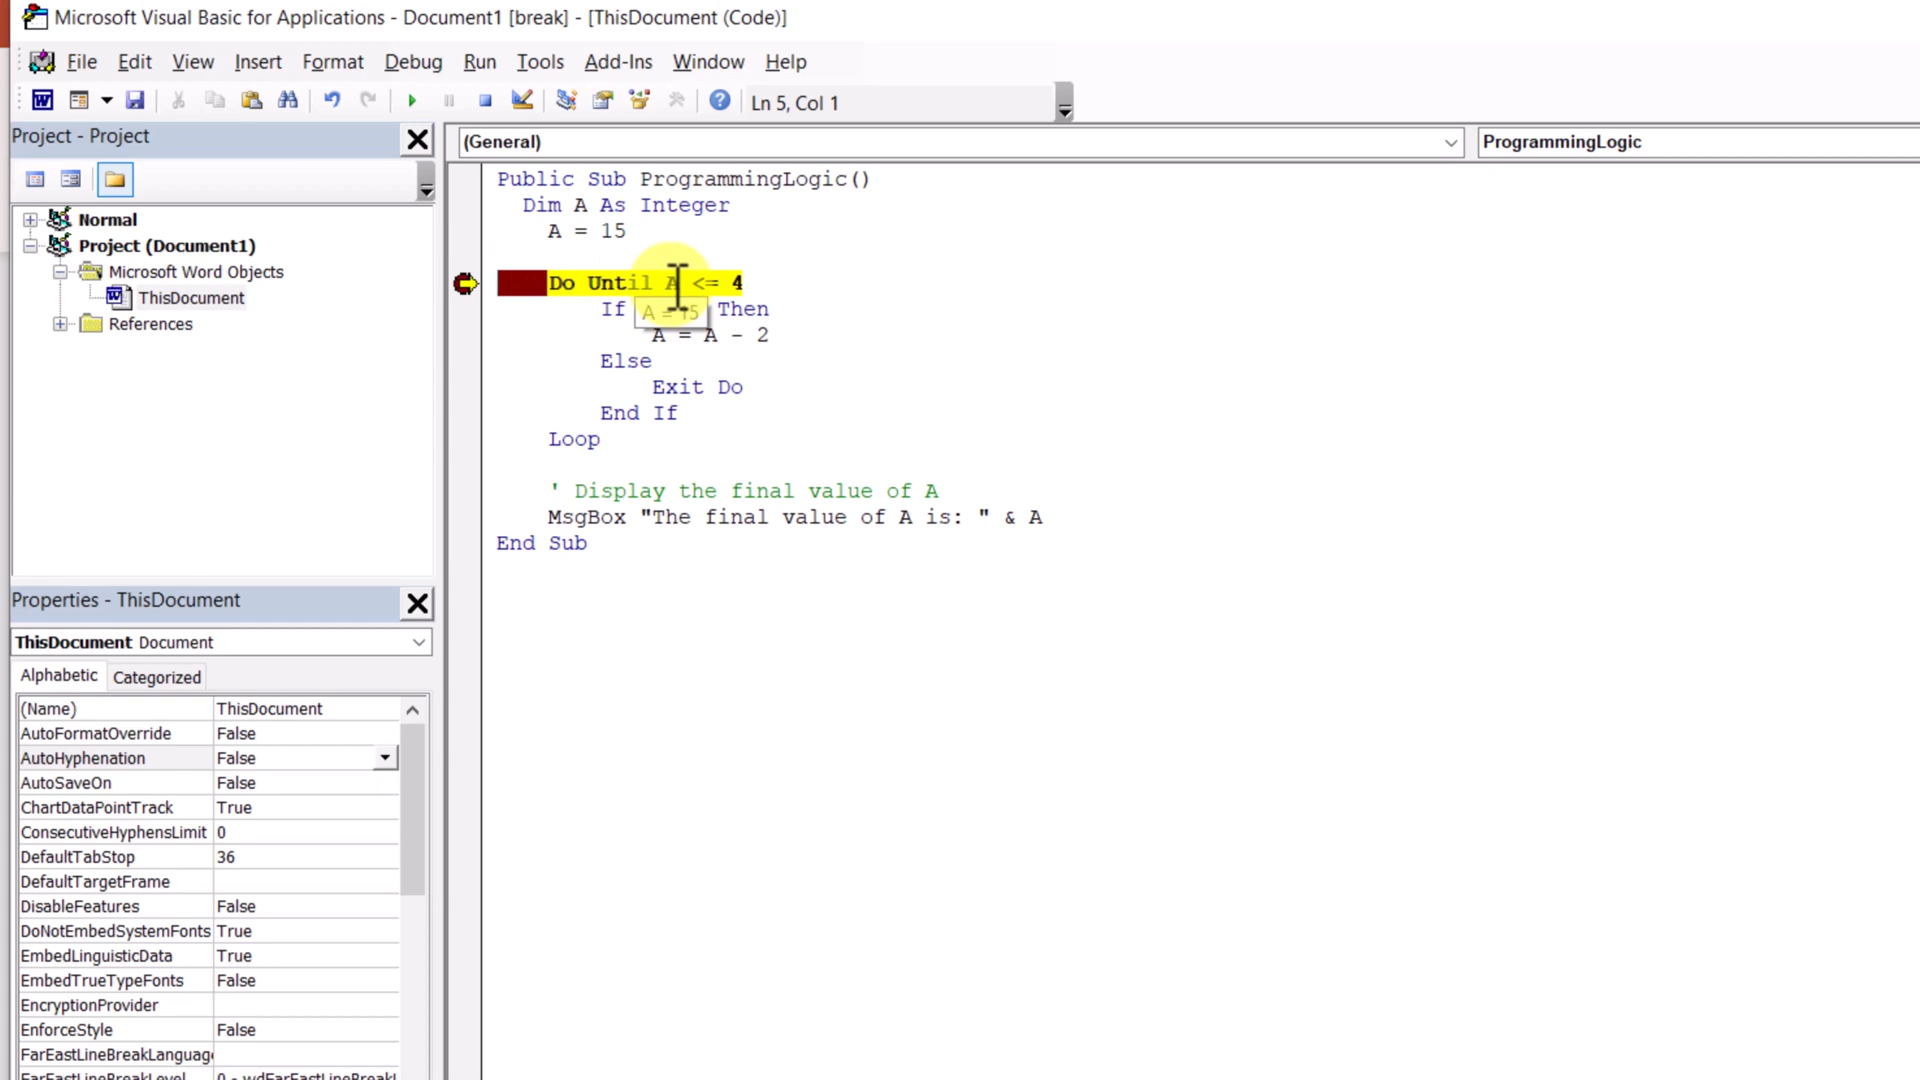 Microsoft Visual Basic for Applications - Document1 [break] - [ThisDocument (Code)]
File Edit View Insert Format Debug Run Tools Add-Ins Window Help
Ln 5, Col 1
Project - Project
(General) ProgrammingLogic
Normal
Project (Document1)
Microsoft Word Objects
ThisDocument
References
Public Sub ProgrammingLogic()
Dim A As Integer
A = 15
Do Until A <= 4
If A = 15 Then
A = A - 2
Else
Exit Do
End If
Loop
' Display the final value of A
MsgBox "The final value of A is: " & A
End Sub
Properties - ThisDocument
ThisDocument Document
Alphabetic Categorized
(Name) ThisDocument
AutoFormatOverride False
AutoHyphenation False
AutoSaveOn False
ChartDataPointTrack True
ConsecutiveHyphensLimit 0
DefaultTabStop 36
DefaultTargetFrame
DisableFeatures False
DoNotEmbedSystemFonts True
EmbedLinguisticData True
EmbedTrueTypeFonts False
EncryptionProvider
EnforceStyle False
FarEastLineBreakLanguag
FarEastLineBreakLevel 0 - wdFarEastLineBreakL